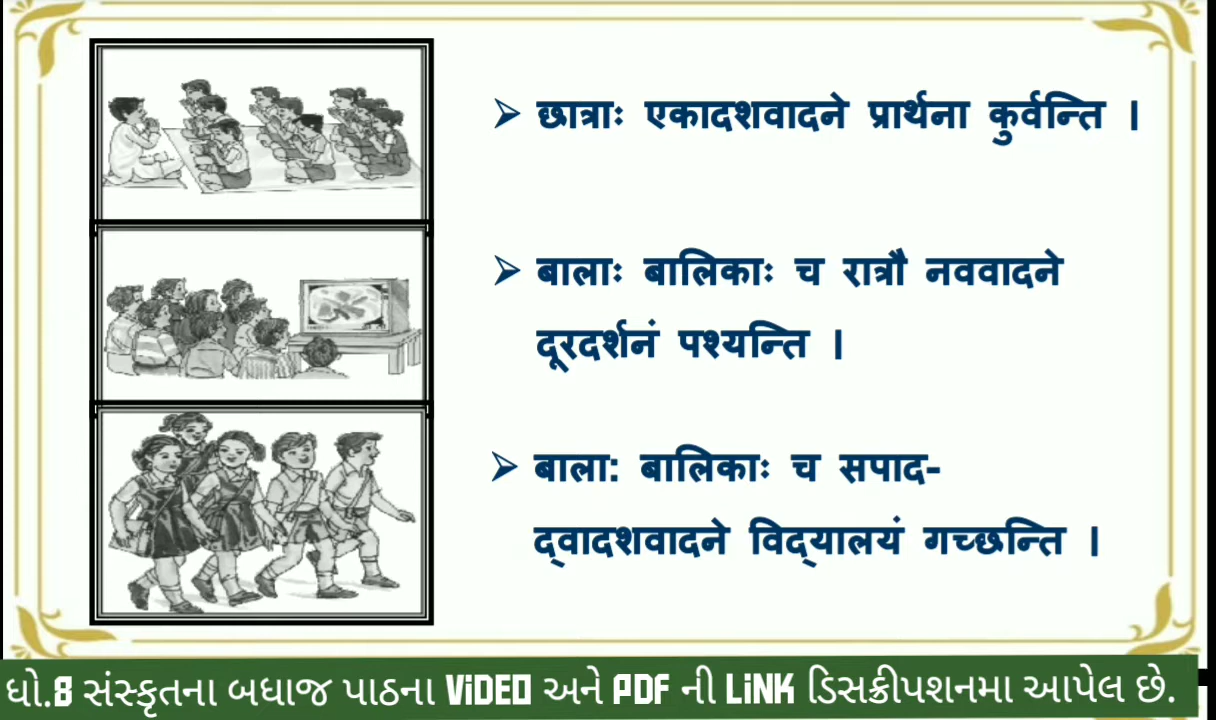 ➢ छात्राः एकादशवादने प्रार्थना कुर्वन्ति ।
➢ बालाः बालिकाः च रात्रौ नववादने
दूरदर्शनं पश्यन्ति ।
➢ बाला: बालिकाः च सपाद-
द्वादशवादने विद्यालयं गच्छन्ति ।
ધો.8 સંસ્કૃતના બધાજ પાઠના VIDEO અને PDF ની LINK ડિસક્રીપશનમા આપેલ છે.